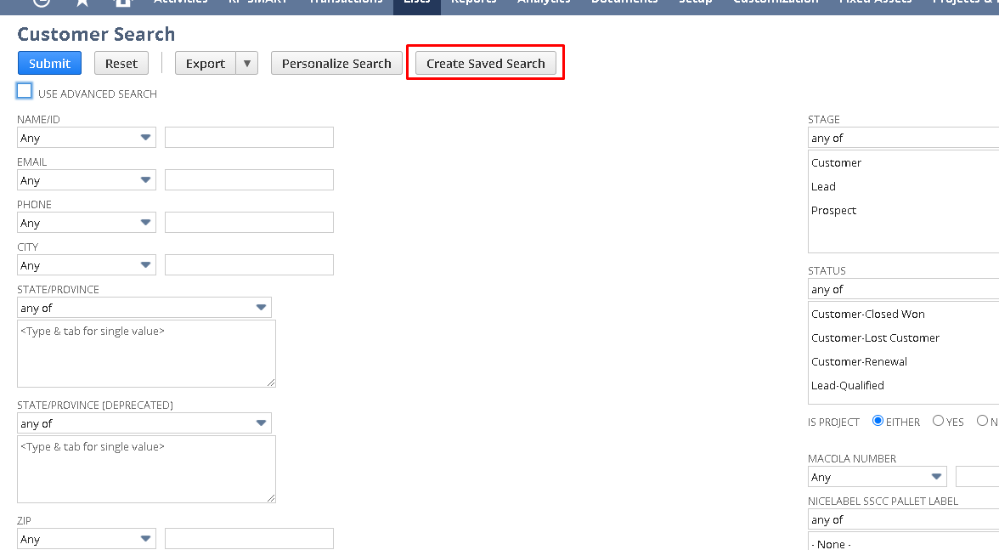 Activities RF-SMART Transactions Lists Reports Analytics Documents Setup Customization Fixed Assets Projects &
Customer Search
Submit Reset Export Personalize Search Create Saved Search
USE ADVANCED SEARCH
NAME/ID
Any
EMAIL
Any
PHONE
Any
CITY
Any
STATE/PROVINCE
any of
<Type & tab for single value>
STATE/PROVINCE (DEPRECATED)
any of
<Type & tab for single value>
ZIP
Any
STAGE
any of
Customer
Lead
Prospect
STATUS
any of
Customer-Closed Won
Customer-Lost Customer
Customer-Renewal
Lead-Qualified
IS PROJECT EITHER YES N
MACOLA NUMBER
Any
NICELABEL SSCC PALLET LABEL
any of
- None -